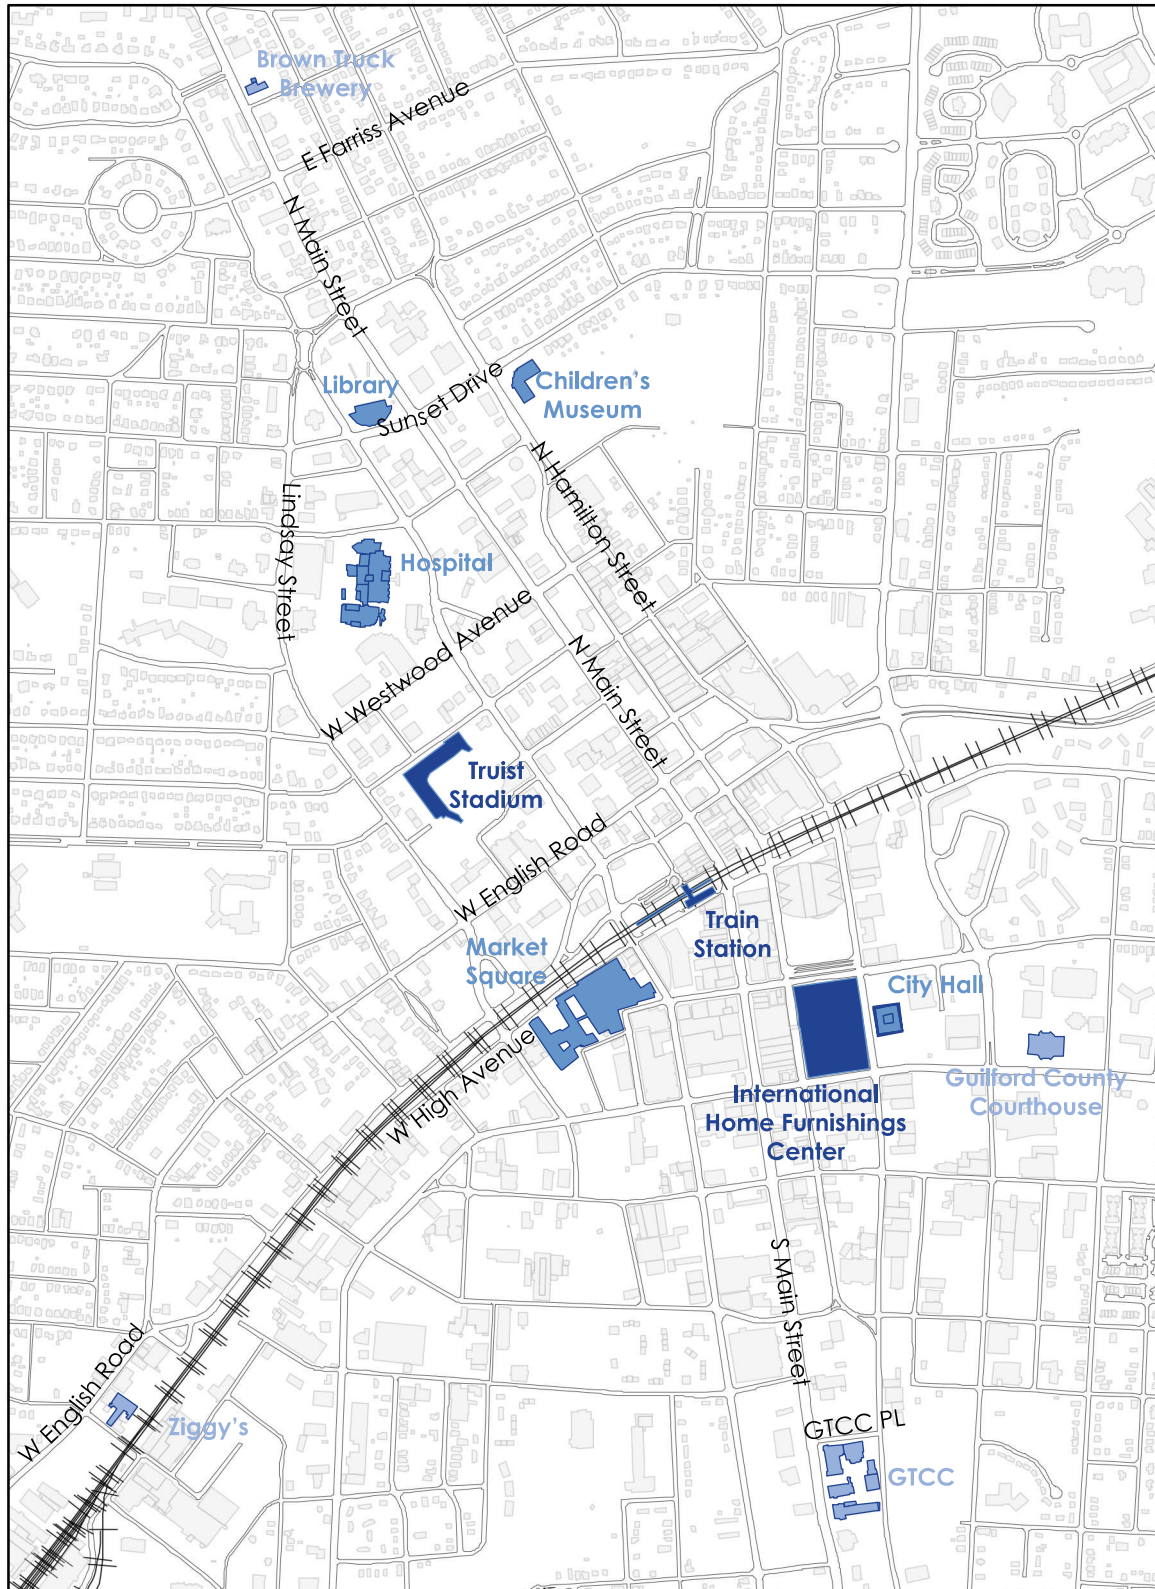 Brown Truck
Brewery
E Farriss Avenue
N Main Street
Library
Sunset Drive
Children's
Museum
N Hamilton Street
Lindsay Street
Hospital
W Westwood Avenue
N Main Street
Truist
Stadium
W English Road
Train
Station
Market
Square
City Hall
W High Avenue
Guilford County
Courthouse
International
Home Furnishings
Center
S Main Street
W English Road
Ziggy's
GTCC PL
GTCC